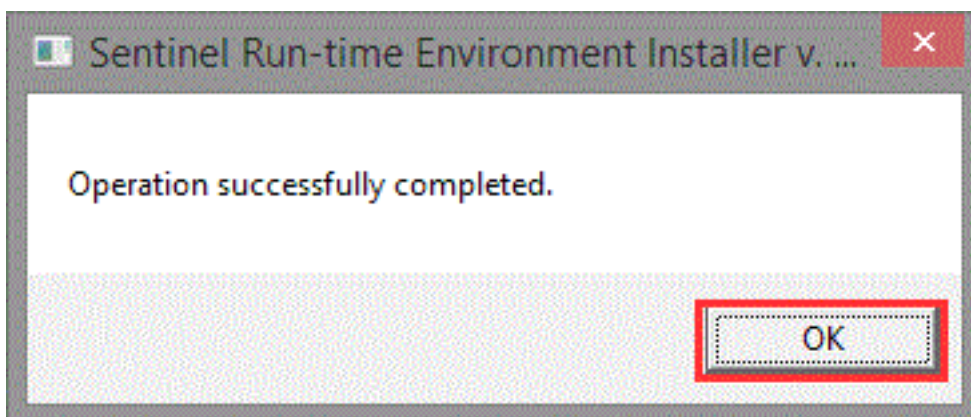 Sentinel Run-time Environment Installer v. ...
Operation successfully completed.
OK